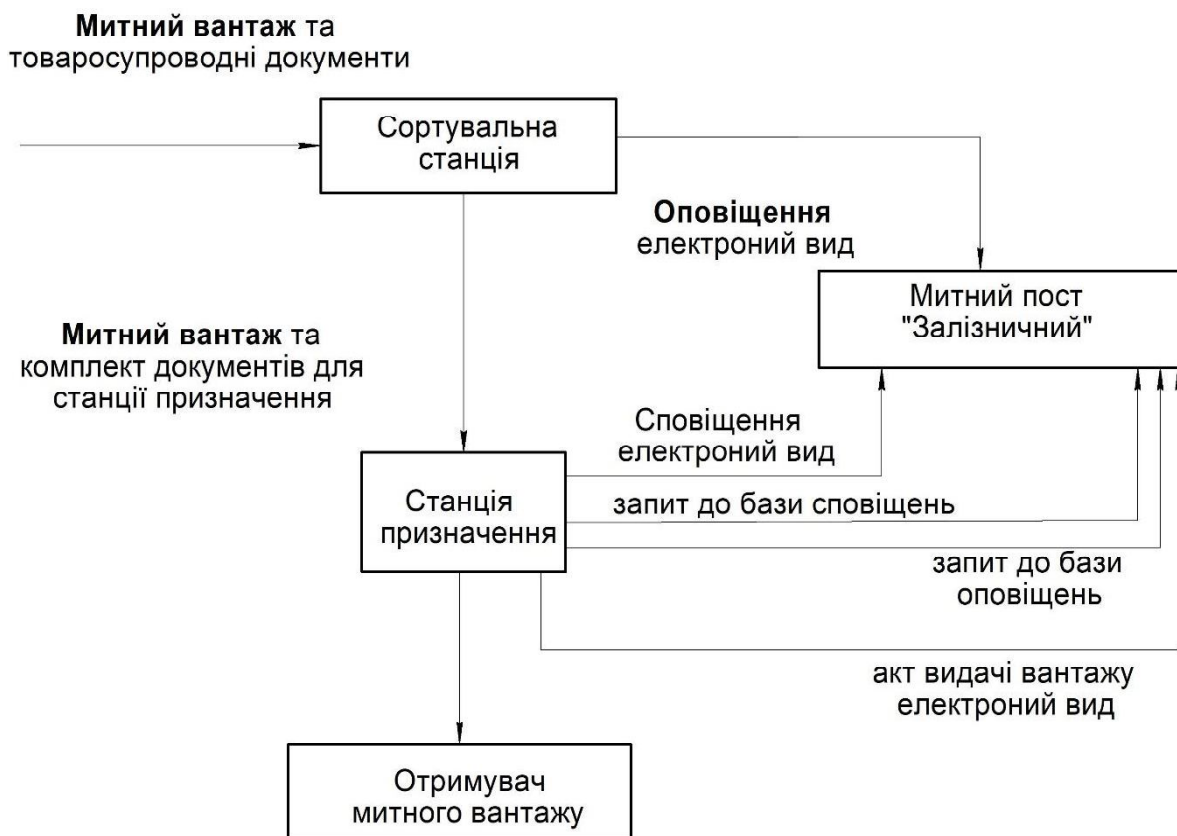 Митний вантаж та
товаросупроводні документи
Сортувальна
станція
Оповіщення
електроний вид
Митний пост
"Залізничний"
Митний вантаж та
комплект документів для
станції призначення
Сповіщення
електроний вид
Станція
призначення
запит до бази сповіщень
запит до бази
оповіщень
акт видачі вантажу
електроний вид
Отримувач
митного вантажу